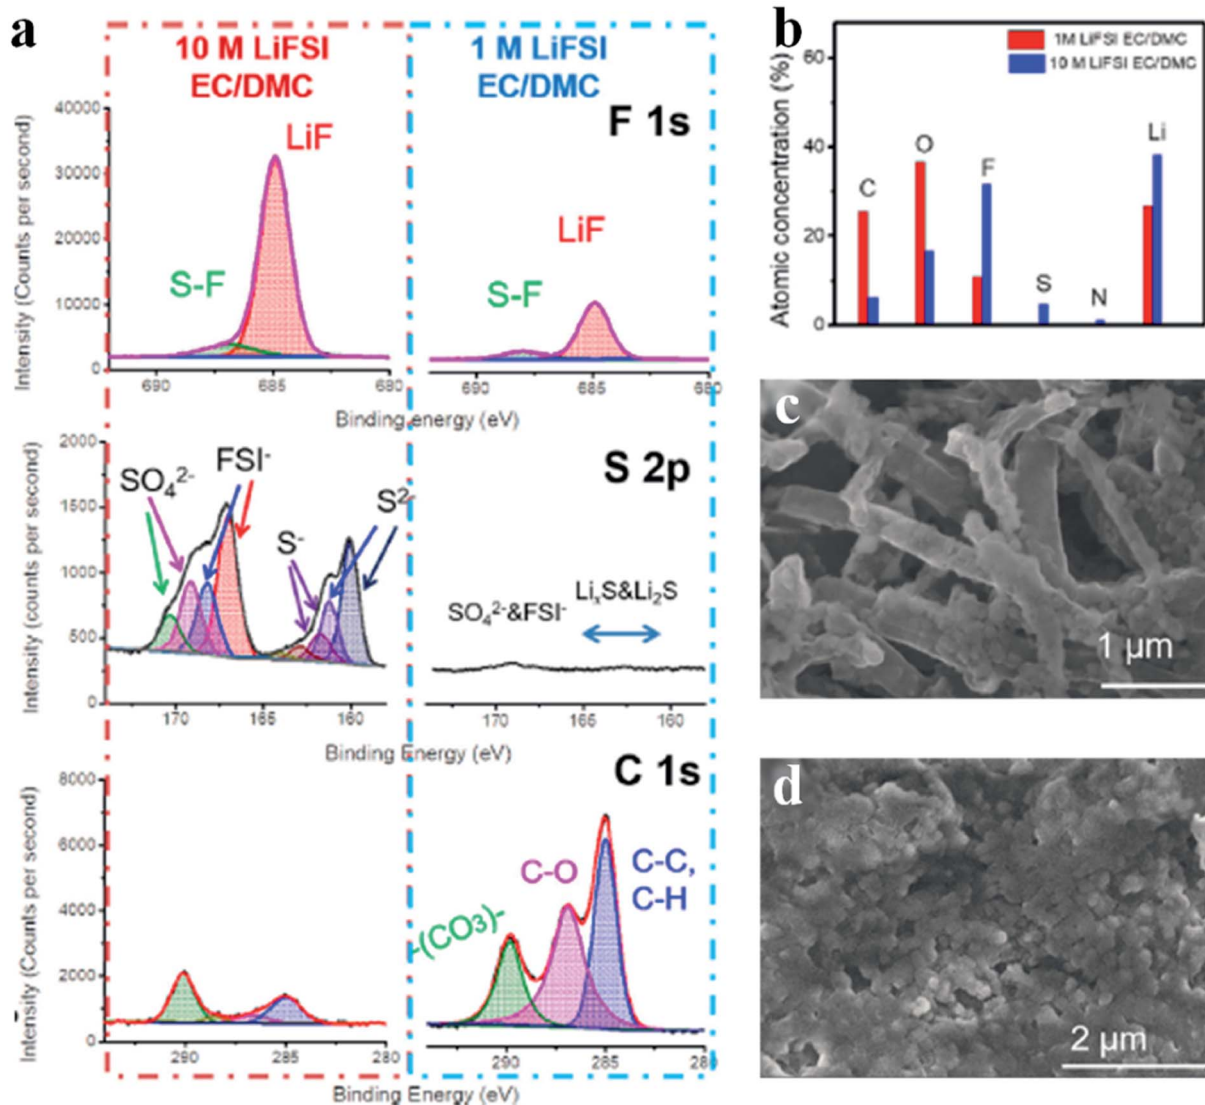 a
10 M LiFSI
EC/DMC
1 M LiFSI
EC/DMC
F 1s
Intensity (Counts per second)
40000
30000
20000
10000
0
LiF
S-F
LiF
S-F
690
685
680
690
685
680
Binding energy (eV)
S 2p
Intensity (counts per second)
2000
1500
1000
500
0
SO₄²⁻
FSI⁻
S⁻
S²⁻
SO₄²⁻&FSI⁻
LiₓS&Li₂S
170
165
160
170
165
160
Binding Energy (eV)
C 1s
Intensity (Counts per second)
8000
6000
4000
2000
0
-(CO₃)-
C-O
C-C,
C-H
290
285
280
290
285
280
Binding Energy (eV)
b
Atomic concentration (%)
60
40
20
0
1M LiFSI EC/DMC
10 M LiFSI EC/DMC
C
O
F
S
N
Li
c
1 µm
d
2 µm